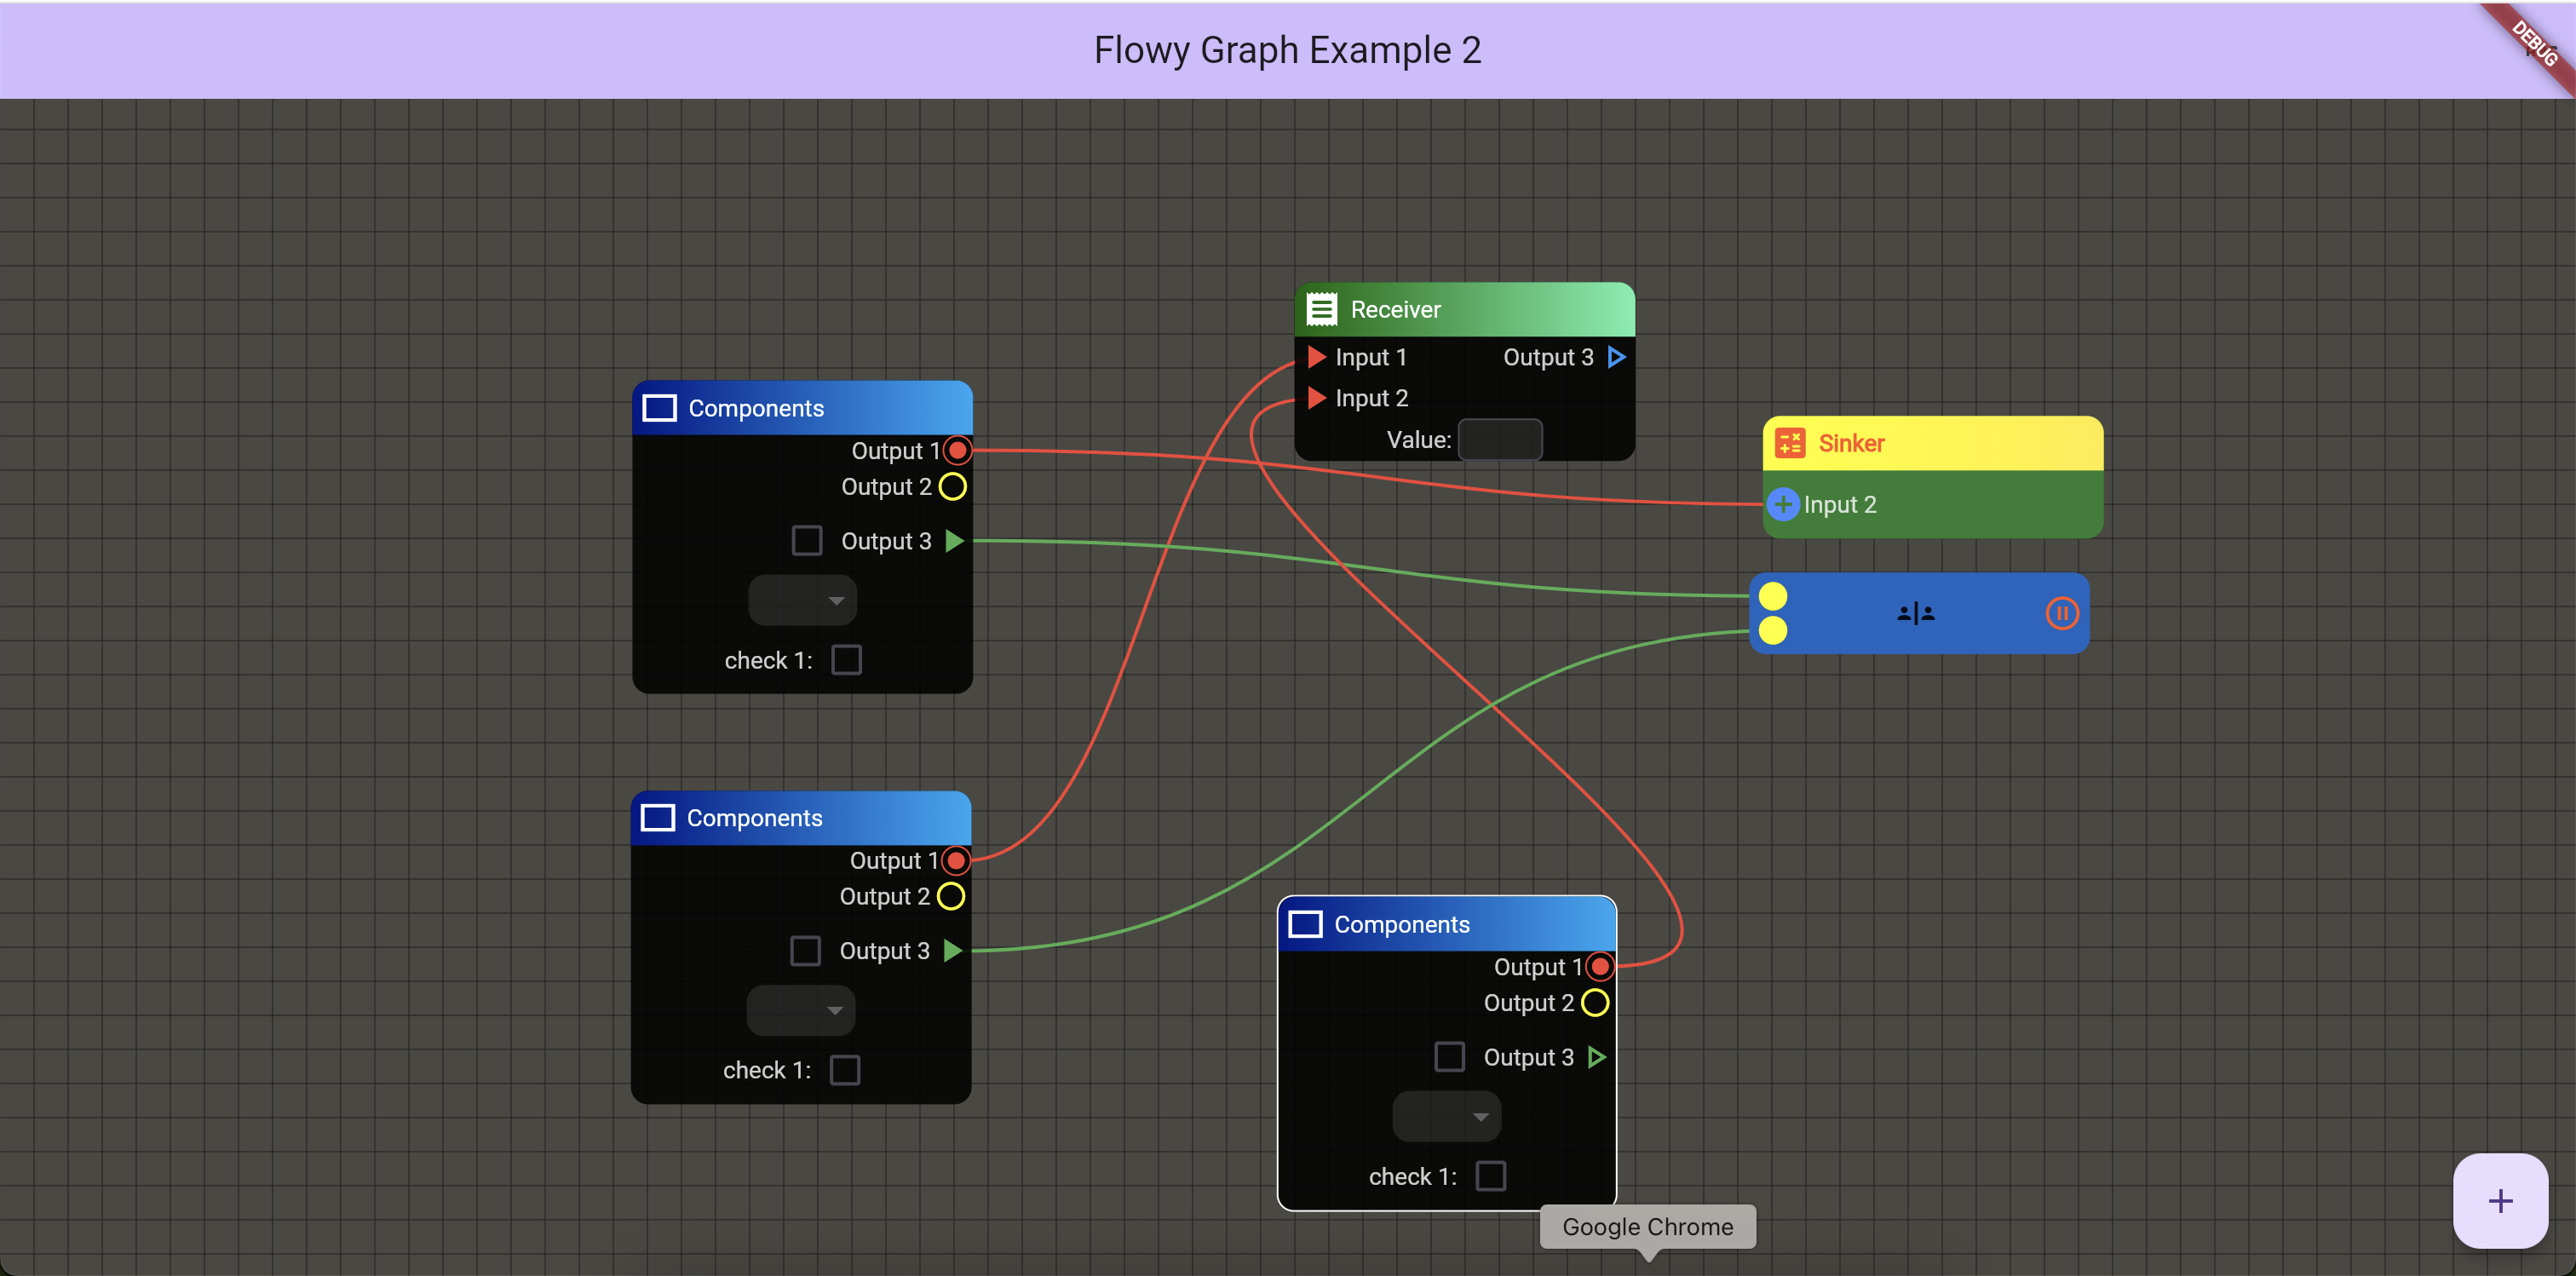 Flowy Graph Example 2
DEBUG
Receiver
Input 1
Output 3
Input 2
Value:
Components
Output 1
Output 2
Output 3
check 1:
Sinker
Input 2
Components
Output 1
Output 2
Output 3
check 1:
Components
Output 1
Output 2
Output 3
check 1:
Google Chrome